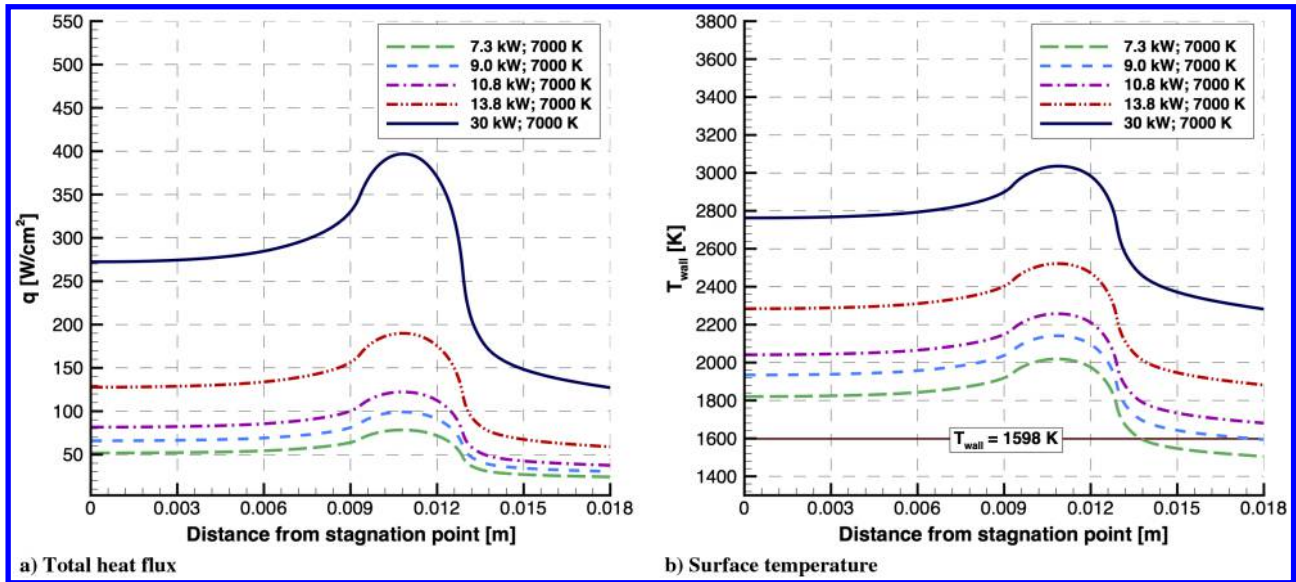 550
500
450
400
350
300
250
200
150
100
50
q [W/cm²]
7.3 kW; 7000 K
9.0 kW; 7000 K
10.8 kW; 7000 K
13.8 kW; 7000 K
30 kW; 7000 K
0 0.003 0.006 0.009 0.012 0.015 0.018
Distance from stagnation point [m]
a) Total heat flux
3800
3600
3400
3200
3000
2800
2600
2400
2200
2000
1800
1600
1400
T_wall [K]
7.3 kW; 7000 K
9.0 kW; 7000 K
10.8 kW; 7000 K
13.8 kW; 7000 K
30 kW; 7000 K
T_wall = 1598 K
0 0.003 0.006 0.009 0.012 0.015 0.018
Distance from stagnation point [m]
b) Surface temperature